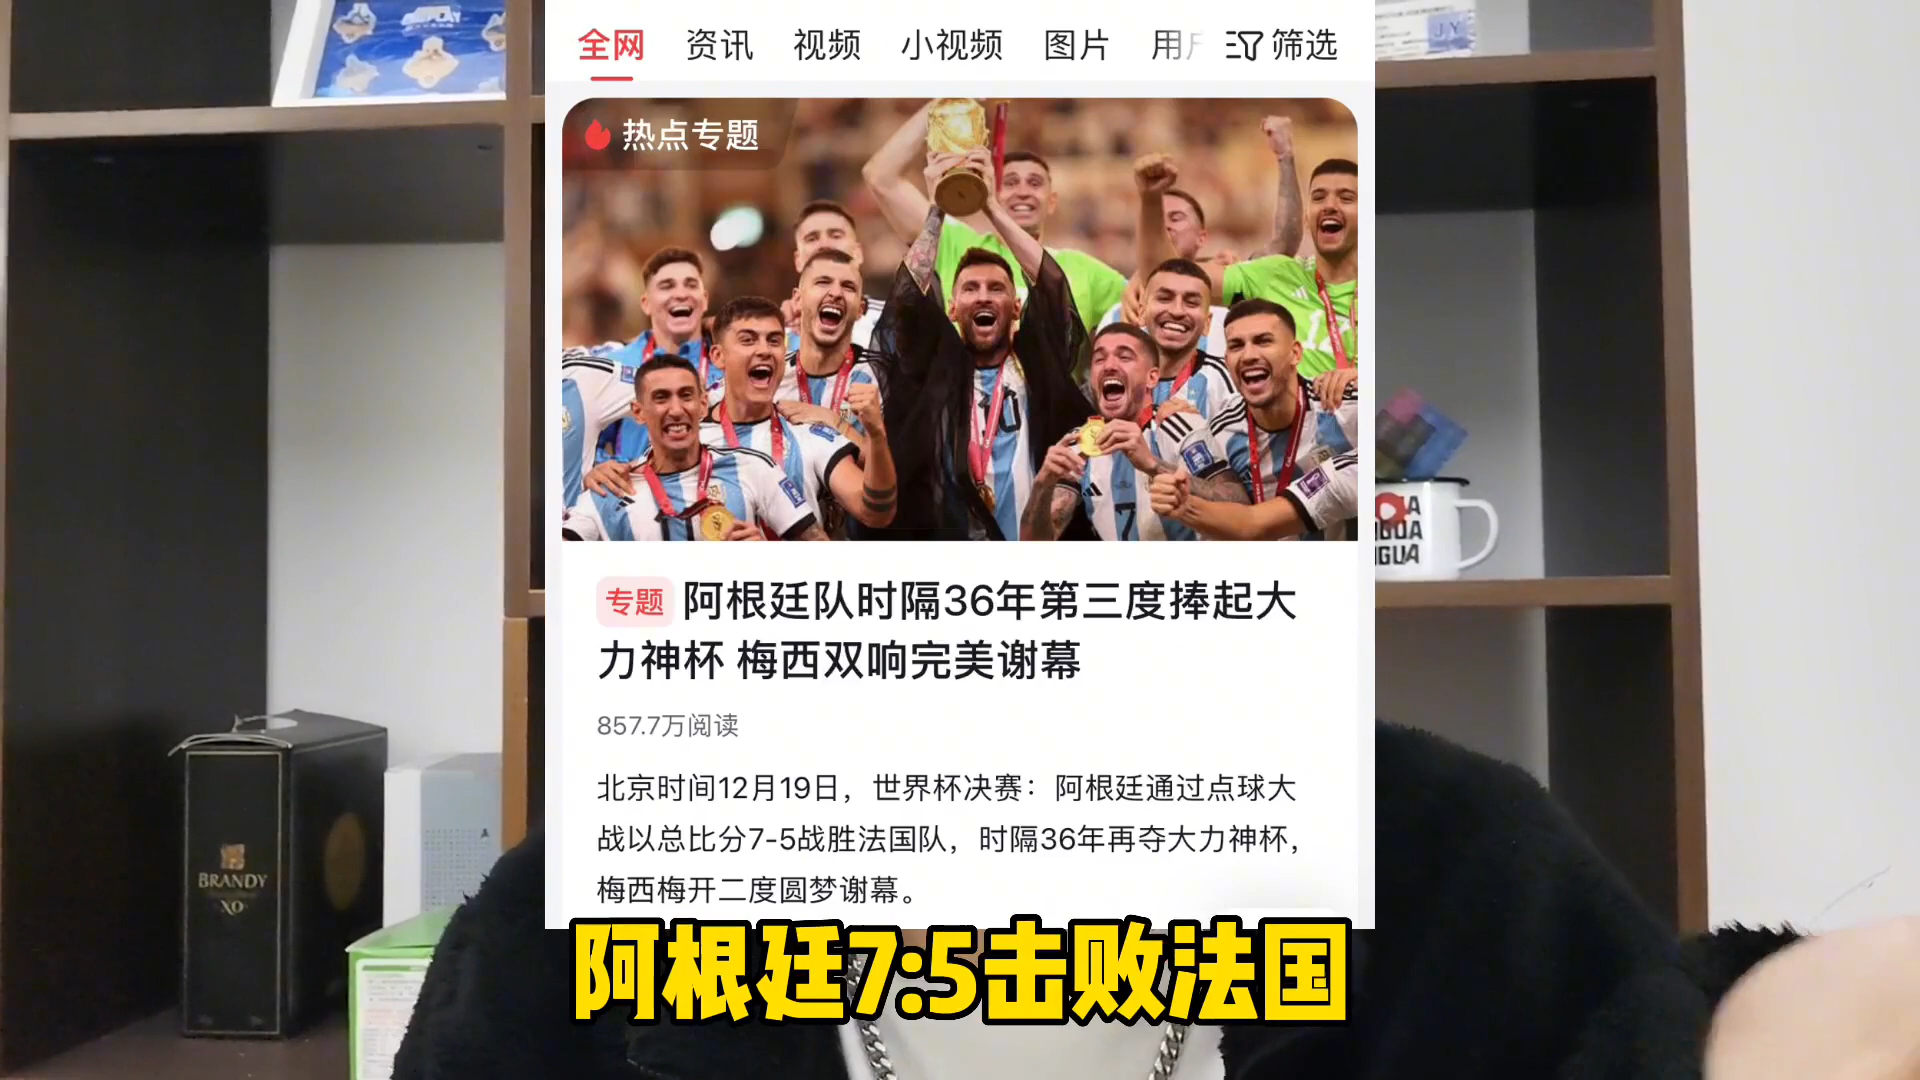 全网 资讯 视频 小视频 图片 用户 筛选
热点专题
专题 阿根廷队时隔36年第三度捧起大
力神杯 梅西双响完美谢幕
857.7万阅读
北京时间12月19日，世界杯决赛：阿根廷通过点球大
战以总比分7-5战胜法国队，时隔36年再夺大力神杯，
梅西梅开二度圆梦谢幕。
阿根廷7:5击败法国
BRANDY
XO
JY
10
7